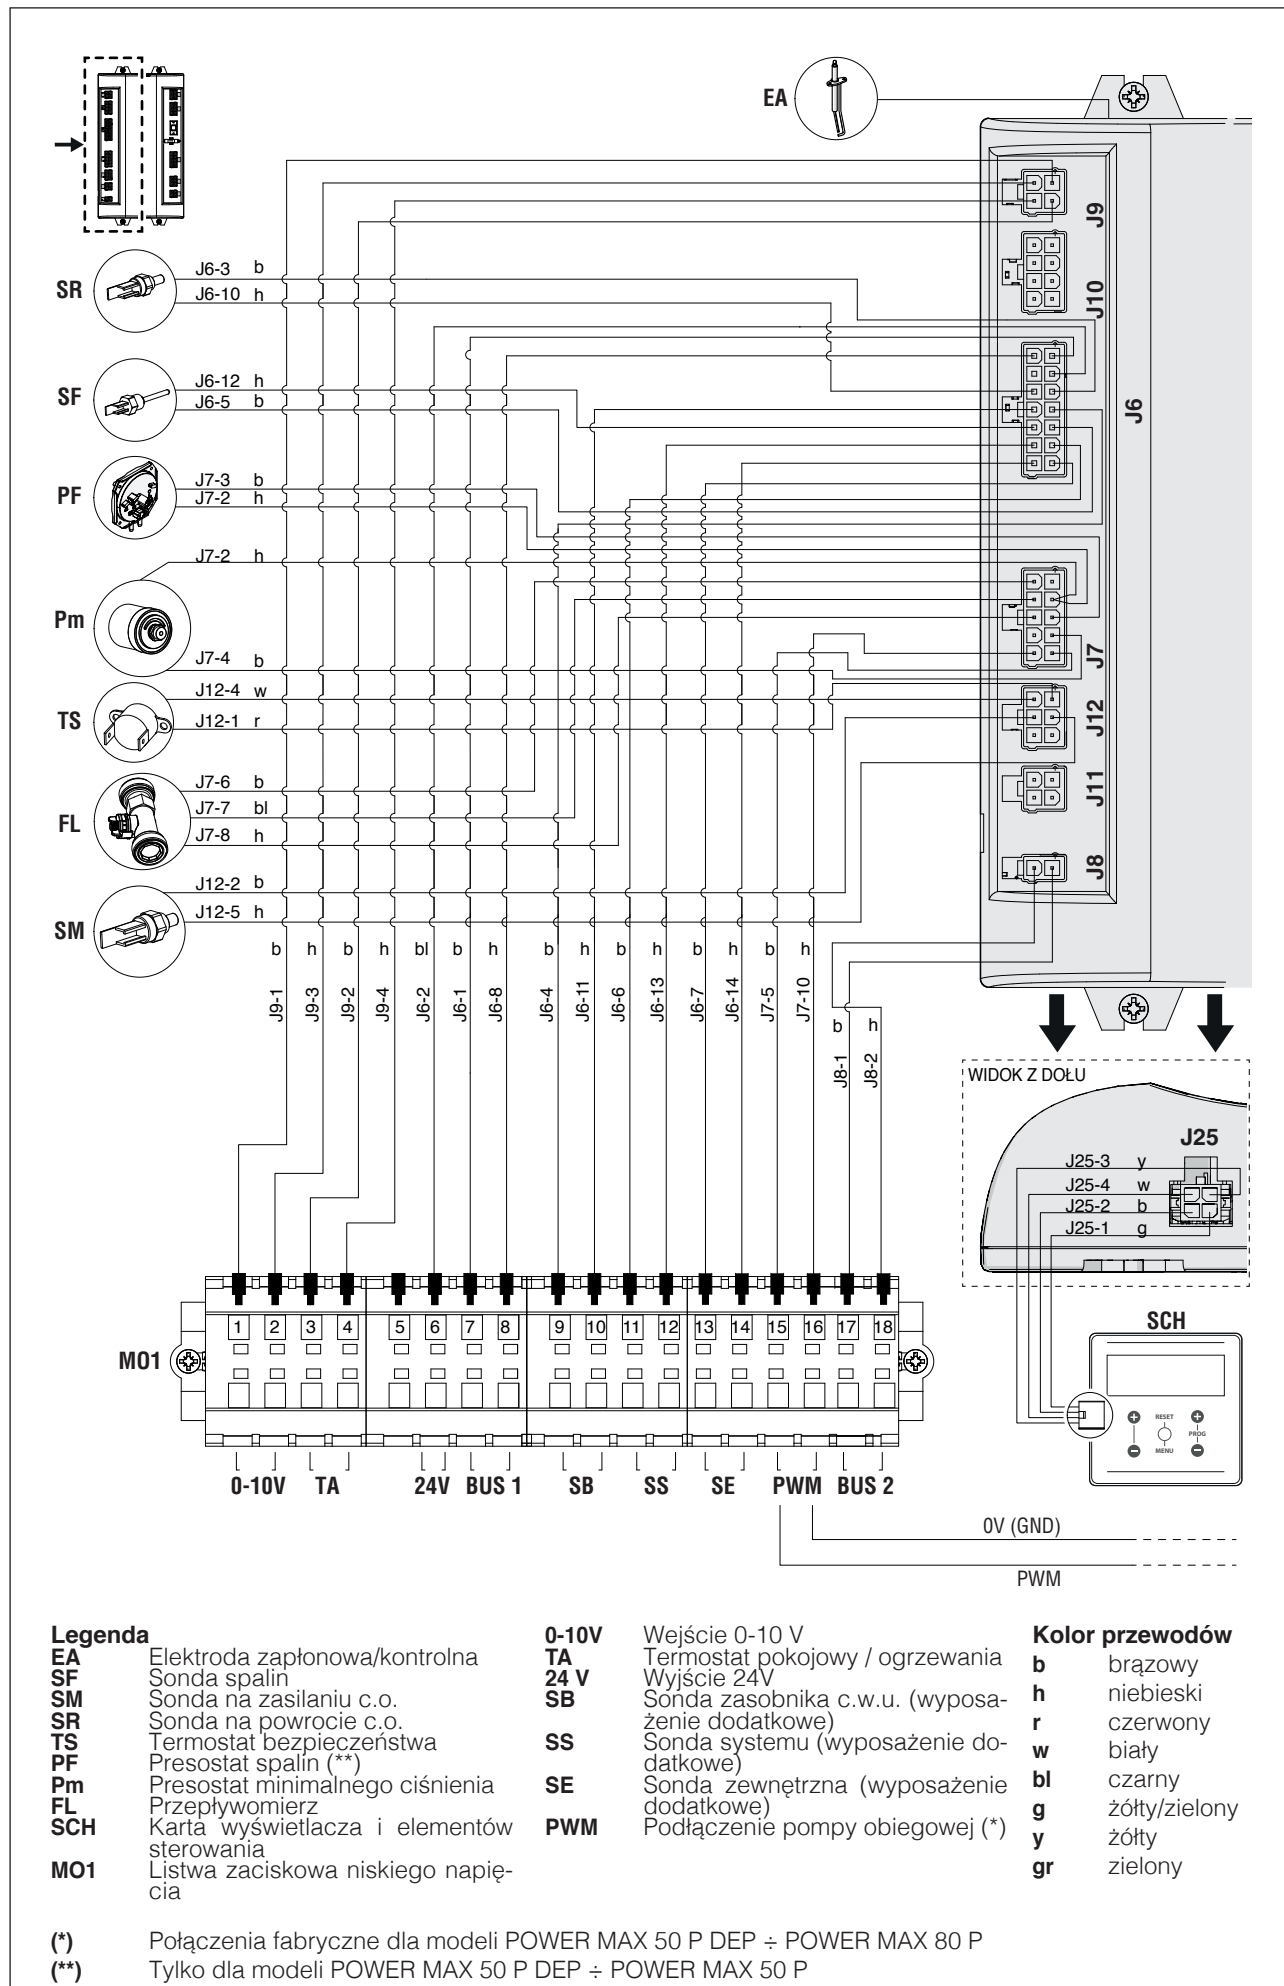 EA
J9
J10
J6
J7
J12
J11
J8
SR
J6-3 b
J6-10 h
SF
J6-12 h
J6-5 b
PF
J7-3 b
J7-2 h
J7-2 h
Pm
J7-4 b
J12-4 w
TS
J12-1 r
J7-6 b
J7-7 bl
FL
J7-8 h
J12-2 b
J12-5 h
SM
b h b h bl b h b h b h b h b h
J9-1 J9-3 J9-2 J9-4 J6-2 J6-1 J6-8 J6-4 J6-11 J6-6 J6-13 J6-7 J6-14 J7-5 J7-10
b h
J8-1 J8-2
WIDOK Z DOŁU
J25
J25-3 y
J25-4 w
J25-2 b
J25-1 g
SCH
RESET
PROG
MENU
1 2 3 4 5 6 7 8 9 10 11 12 13 14 15 16 17 18
MO1
0-10V TA 24V BUS 1 SB SS SE PWM BUS 2
0V (GND)
PWM
Legenda
EA Elektroda zapłonowa/kontrolna
SF Sonda spalin
SM Sonda na zasilaniu c.o.
SR Sonda na powrocie c.o.
TS Termostat bezpieczeństwa
PF Presostat spalin (**)
Pm Presostat minimalnego ciśnienia
FL Przepływomierz
SCH Karta wyświetlacza i elementów
sterowania
MO1 Listwa zaciskowa niskiego napię-
cia
0-10V Wejście 0-10 V
TA Termostat pokojowy / ogrzewania
24 V Wyjście 24V
SB Sonda zasobnika c.w.u. (wyposa-
żenie dodatkowe)
SS Sonda systemu (wyposażenie do-
datkowe)
SE Sonda zewnętrzna (wyposażenie
dodatkowe)
PWM Podłączenie pompy obiegowej (*)
Kolor przewodów
b brązowy
h niebieski
r czerwony
w biały
bl czarny
g żółty/zielony
y żółty
gr zielony
(*) Połączenia fabryczne dla modeli POWER MAX 50 P DEP ÷ POWER MAX 80 P
(**) Tylko dla modeli POWER MAX 50 P DEP ÷ POWER MAX 50 P